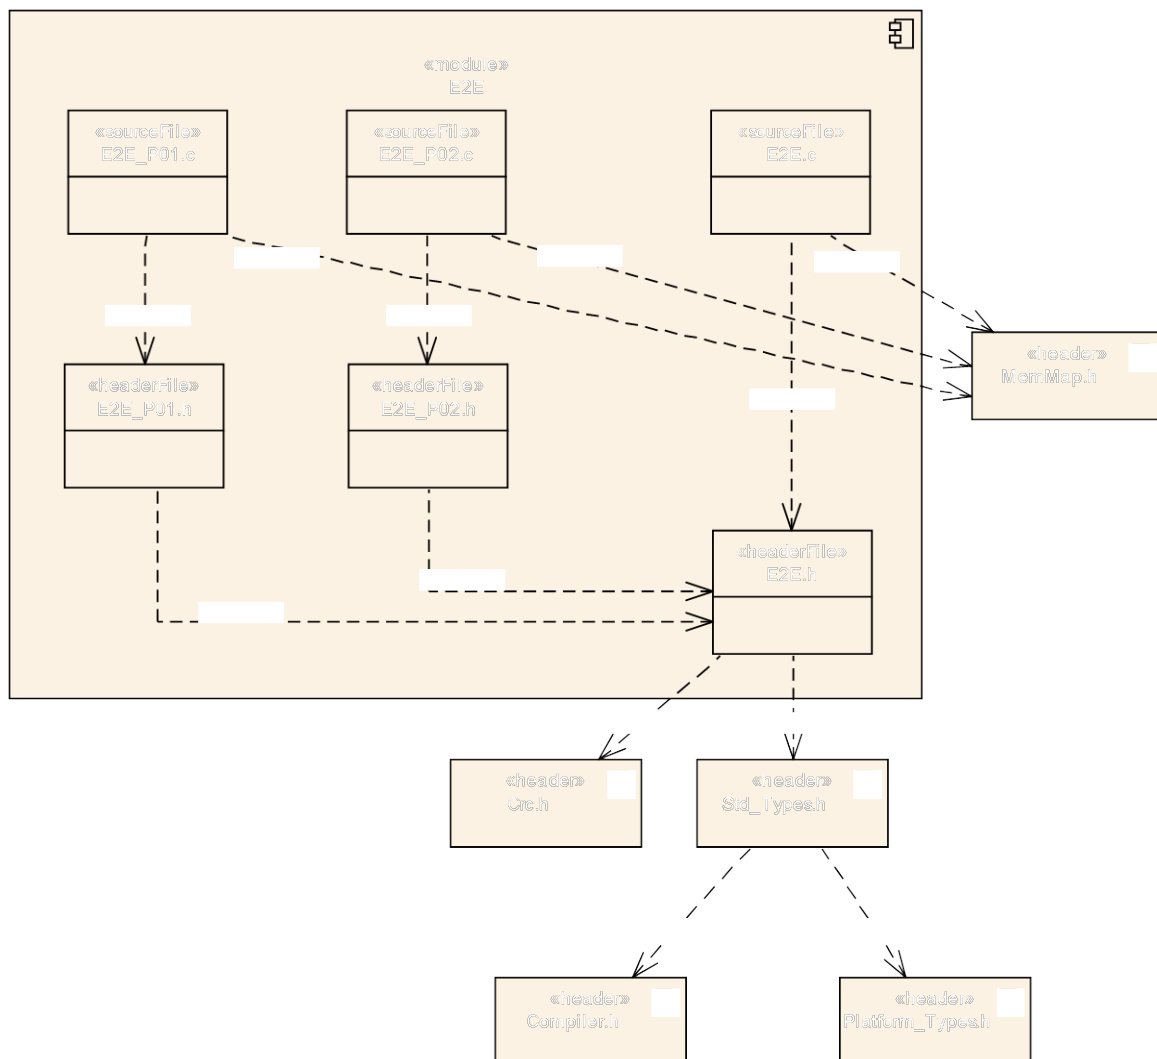 «module»
E2E
«sourceFile»
E2E_P01.c
«sourceFile»
E2E_P02.c
«sourceFile»
E2E.c
«headerFile»
E2E_P01.h
«headerFile»
E2E_P02.h
«header»
MemMap.h
«headerFile»
E2E.h
«header»
Crc.h
«header»
Std_Types.h
«header»
Compiler.h
«header»
Platform_Types.h